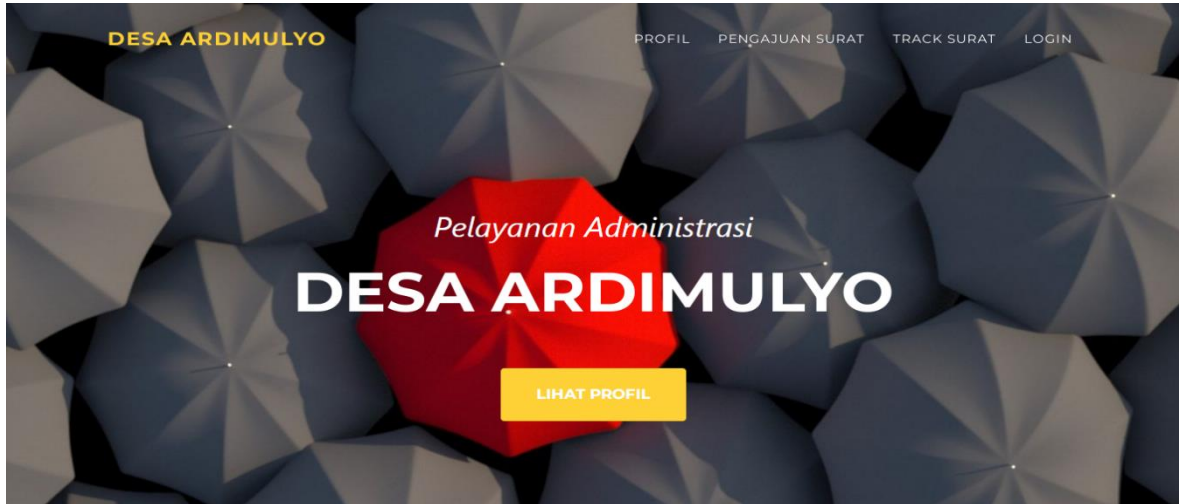 DESA ARDIMULYO
PROFIL PENGAJUAN SURAT TRACK SURAT LOGIN
Pelayanan Administrasi
DESA ARDIMULYO
LIHAT PROFIL